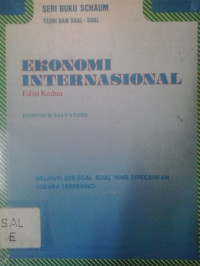 SERI BUKU SCHAUM
TEORI DAN SOAL-SOAL
EKONOMI
INTERNASIONAL
Edisi Kedua
DOMINICK SALVATORE
MELIPUTI 239 SOAL-SOAL YANG DIPECAHKAN
SECARA TERPERINCI
SAL
E